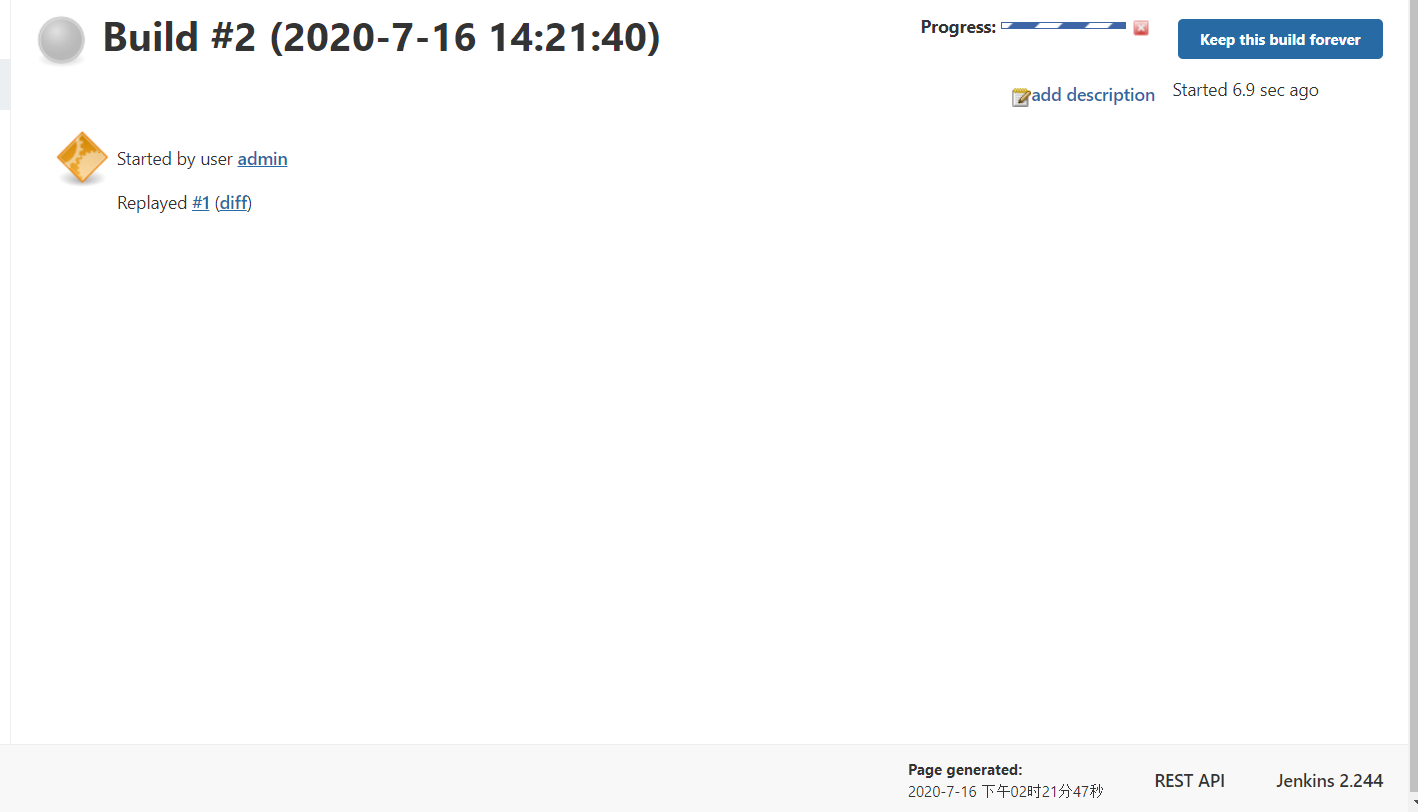 Build #2 (2020-7-16 14:21:40)
Progress:
Keep this build forever
add description
Started 6.9 sec ago
Started by user admin
Replayed #1 (diff)
Page generated:
2020-7-16 下午02时21分47秒
REST API
Jenkins 2.244